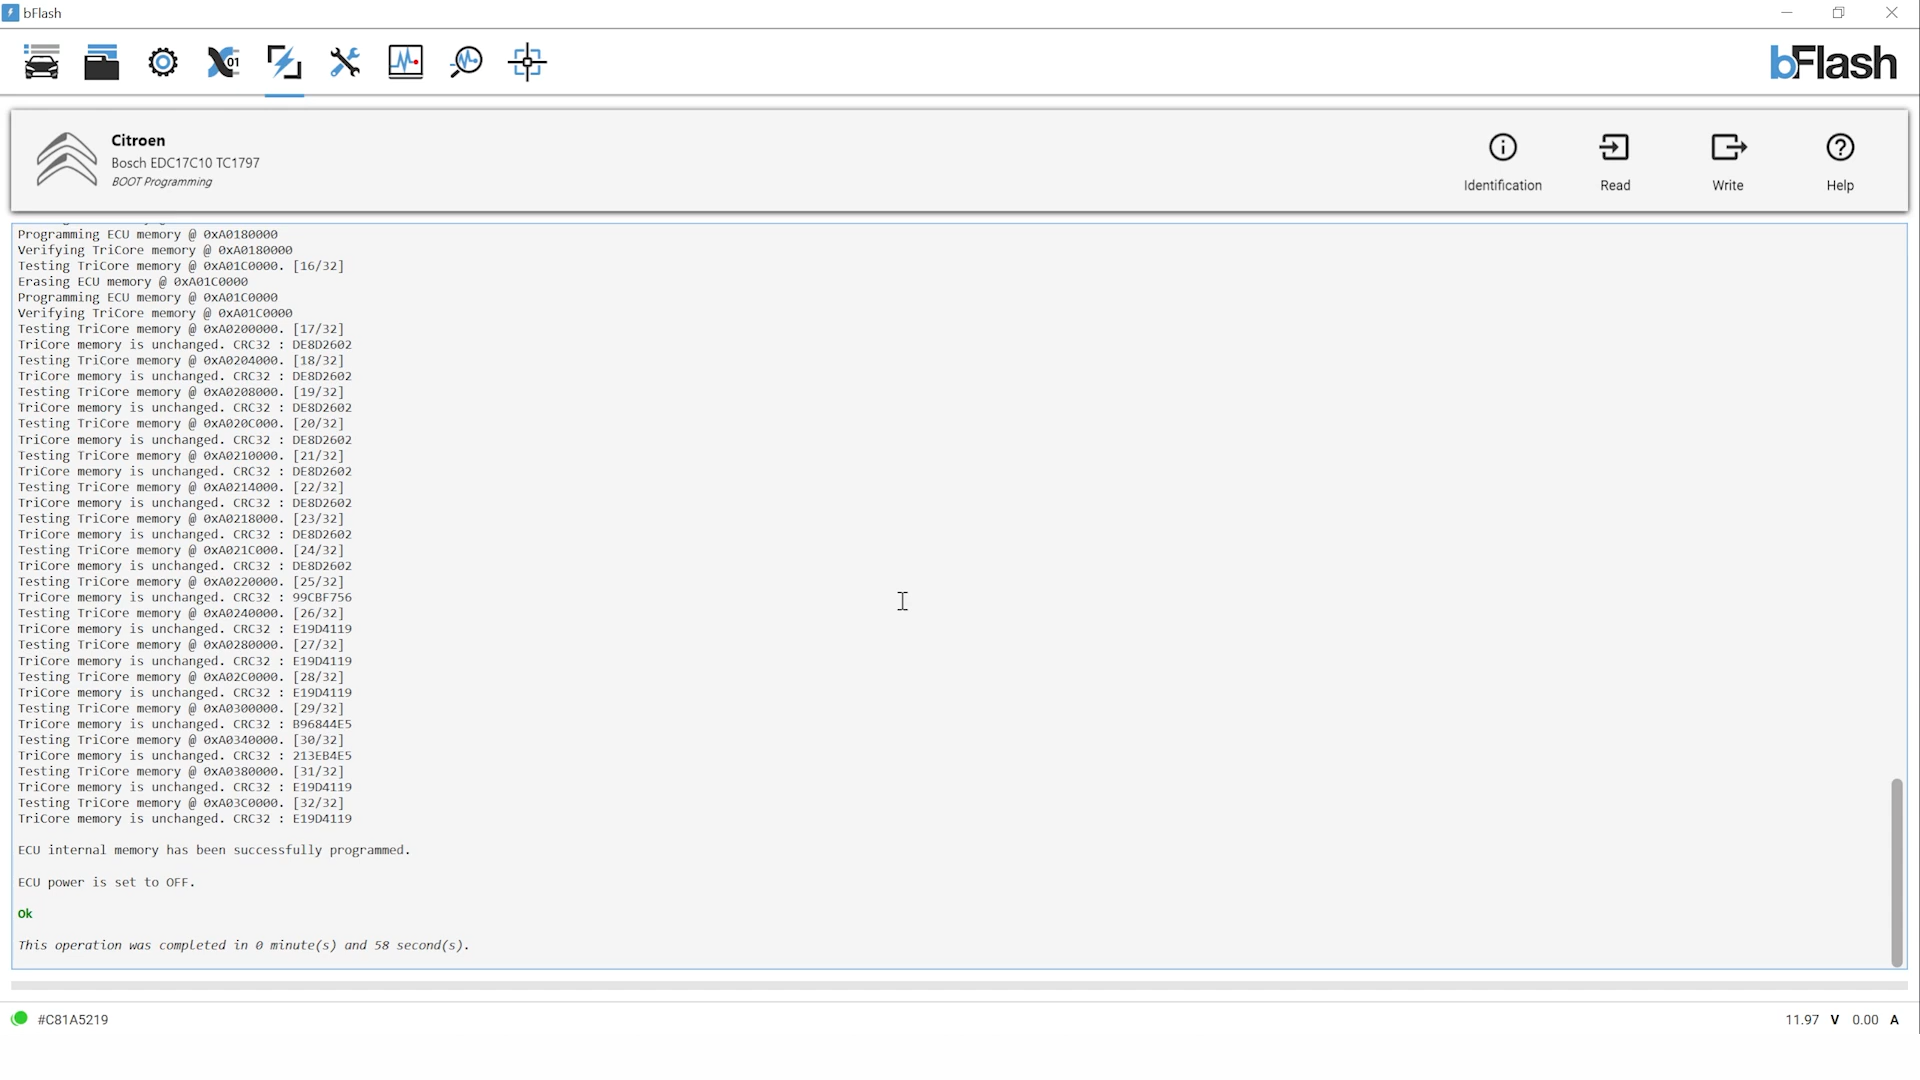 bFlash
01
bFlash
Citroen
Bosch EDC17C10 TC1797
BOOT Programming
Identification
Read
Write
Help
Programming ECU memory @ 0xA0180000
Verifying TriCore memory @ 0xA0180000
Testing TriCore memory @ 0xA01C0000. [16/32]
Erasing ECU memory @ 0xA01C0000
Programming ECU memory @ 0xA01C0000
Verifying TriCore memory @ 0xA01C0000
Testing TriCore memory @ 0xA0200000. [17/32]
TriCore memory is unchanged. CRC32 : DE8D2602
Testing TriCore memory @ 0xA0204000. [18/32]
TriCore memory is unchanged. CRC32 : DE8D2602
Testing TriCore memory @ 0xA0208000. [19/32]
TriCore memory is unchanged. CRC32 : DE8D2602
Testing TriCore memory @ 0xA020C000. [20/32]
TriCore memory is unchanged. CRC32 : DE8D2602
Testing TriCore memory @ 0xA0210000. [21/32]
TriCore memory is unchanged. CRC32 : DE8D2602
Testing TriCore memory @ 0xA0214000. [22/32]
TriCore memory is unchanged. CRC32 : DE8D2602
Testing TriCore memory @ 0xA0218000. [23/32]
TriCore memory is unchanged. CRC32 : DE8D2602
Testing TriCore memory @ 0xA021C000. [24/32]
TriCore memory is unchanged. CRC32 : DE8D2602
Testing TriCore memory @ 0xA0220000. [25/32]
TriCore memory is unchanged. CRC32 : 99CBF756
Testing TriCore memory @ 0xA0240000. [26/32]
TriCore memory is unchanged. CRC32 : E19D4119
Testing TriCore memory @ 0xA0280000. [27/32]
TriCore memory is unchanged. CRC32 : E19D4119
Testing TriCore memory @ 0xA02C0000. [28/32]
TriCore memory is unchanged. CRC32 : E19D4119
Testing TriCore memory @ 0xA0300000. [29/32]
TriCore memory is unchanged. CRC32 : B96844E5
Testing TriCore memory @ 0xA0340000. [30/32]
TriCore memory is unchanged. CRC32 : 213EB4E5
Testing TriCore memory @ 0xA0380000. [31/32]
TriCore memory is unchanged. CRC32 : E19D4119
Testing TriCore memory @ 0xA03C0000. [32/32]
TriCore memory is unchanged. CRC32 : E19D4119
ECU internal memory has been successfully programmed.
ECU power is set to OFF.
Ok
This operation was completed in 0 minute(s) and 58 second(s).
#C81A5219
11.97 V 0.00 A